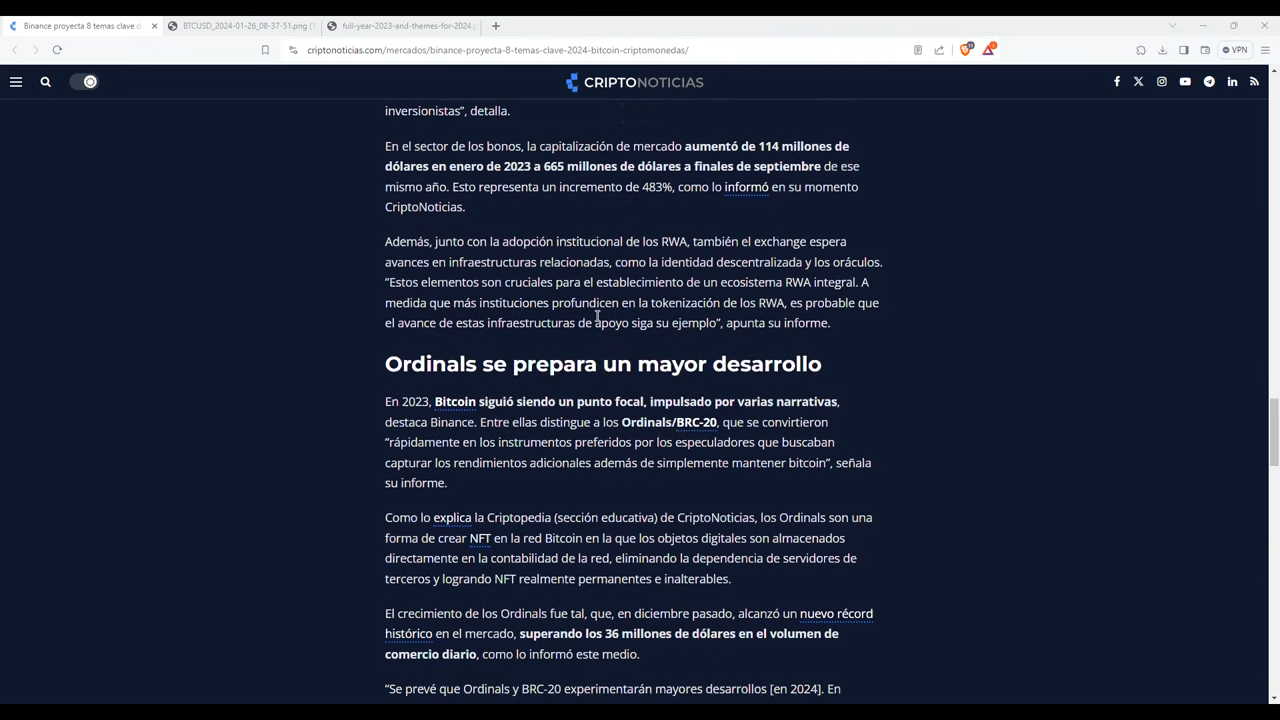 Binance proyecta 8 temas clave d
BTCUSD_2024-01-26_08-37-51.png (1
full-year-2023-and-themes-for-2024.
criptonoticias.com/mercados/binance-proyecta-8-temas-clave-2024-bitcoin-criptomonedas/
VPN
CRIPTONOTICIAS
inversionistas”, detalla.
En el sector de los bonos, la capitalización de mercado aumentó de 114 millones de
dólares en enero de 2023 a 665 millones de dólares a finales de septiembre de ese
mismo año. Esto representa un incremento de 483%, como lo informó en su momento
CriptoNoticias.
Además, junto con la adopción institucional de los RWA, también el exchange espera
avances en infraestructuras relacionadas, como la identidad descentralizada y los oráculos.
“Estos elementos son cruciales para el establecimiento de un ecosistema RWA integral. A
medida que más instituciones profundicen en la tokenización de los RWA, es probable que
el avance de estas infraestructuras de apoyo siga su ejemplo”, apunta su informe.
Ordinals se prepara un mayor desarrollo
En 2023, Bitcoin siguió siendo un punto focal, impulsado por varias narrativas,
destaca Binance. Entre ellas distingue a los Ordinals/BRC-20, que se convirtieron
“rápidamente en los instrumentos preferidos por los especuladores que buscaban
capturar los rendimientos adicionales además de simplemente mantener bitcoin”, señala
su informe.
Como lo explica la Criptopedia (sección educativa) de CriptoNoticias, los Ordinals son una
forma de crear NFT en la red Bitcoin en la que los objetos digitales son almacenados
directamente en la contabilidad de la red, eliminando la dependencia de servidores de
terceros y logrando NFT realmente permanentes e inalterables.
El crecimiento de los Ordinals fue tal, que, en diciembre pasado, alcanzó un nuevo récord
histórico en el mercado, superando los 36 millones de dólares en el volumen de
comercio diario, como lo informó este medio.
“Se prevé que Ordinals y BRC-20 experimentarán mayores desarrollos [en 2024]. En